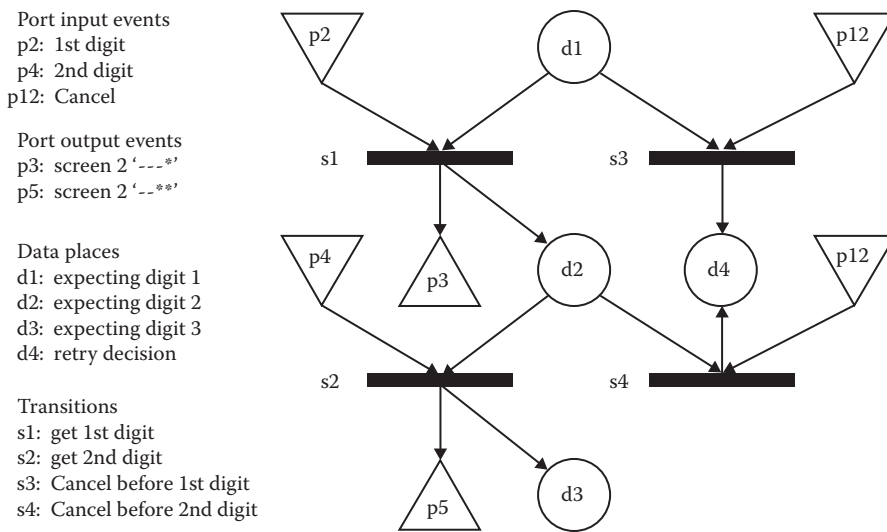 Port input events
p2: 1st digit
p4: 2nd digit
p12: Cancel
Port output events
p3: screen 2 ‘---*’
p5: screen 2 ‘--**’
Data places
d1: expecting digit 1
d2: expecting digit 2
d3: expecting digit 3
d4: retry decision
Transitions
s1: get 1st digit
s2: get 2nd digit
s3: Cancel before 1st digit
s4: Cancel before 2nd digit
p2
d1
p12
s1
s3
p4
p3
d2
d4
p12
s2
s4
p5
d3